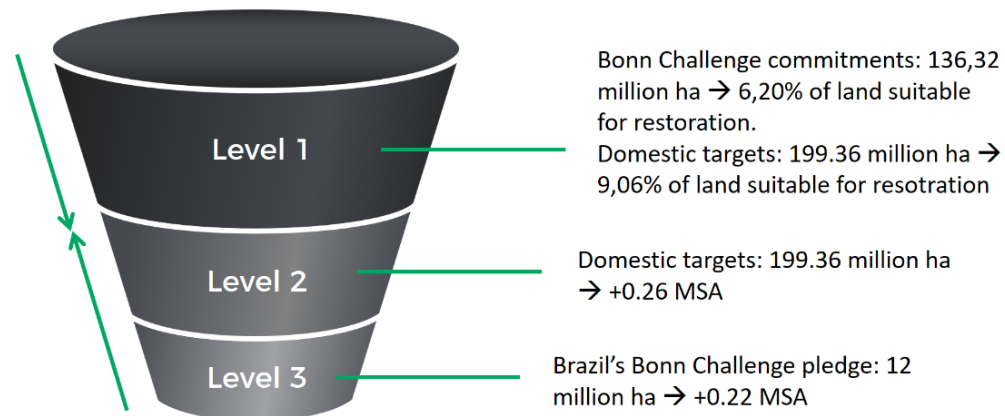 Level 1
Bonn Challenge commitments: 136,32
million ha → 6,20% of land suitable
for restoration.
Domestic targets: 199.36 million ha →
9,06% of land suitable for resotration
Level 2
Domestic targets: 199.36 million ha
→ +0.26 MSA
Level 3
Brazil’s Bonn Challenge pledge: 12
million ha → +0.22 MSA